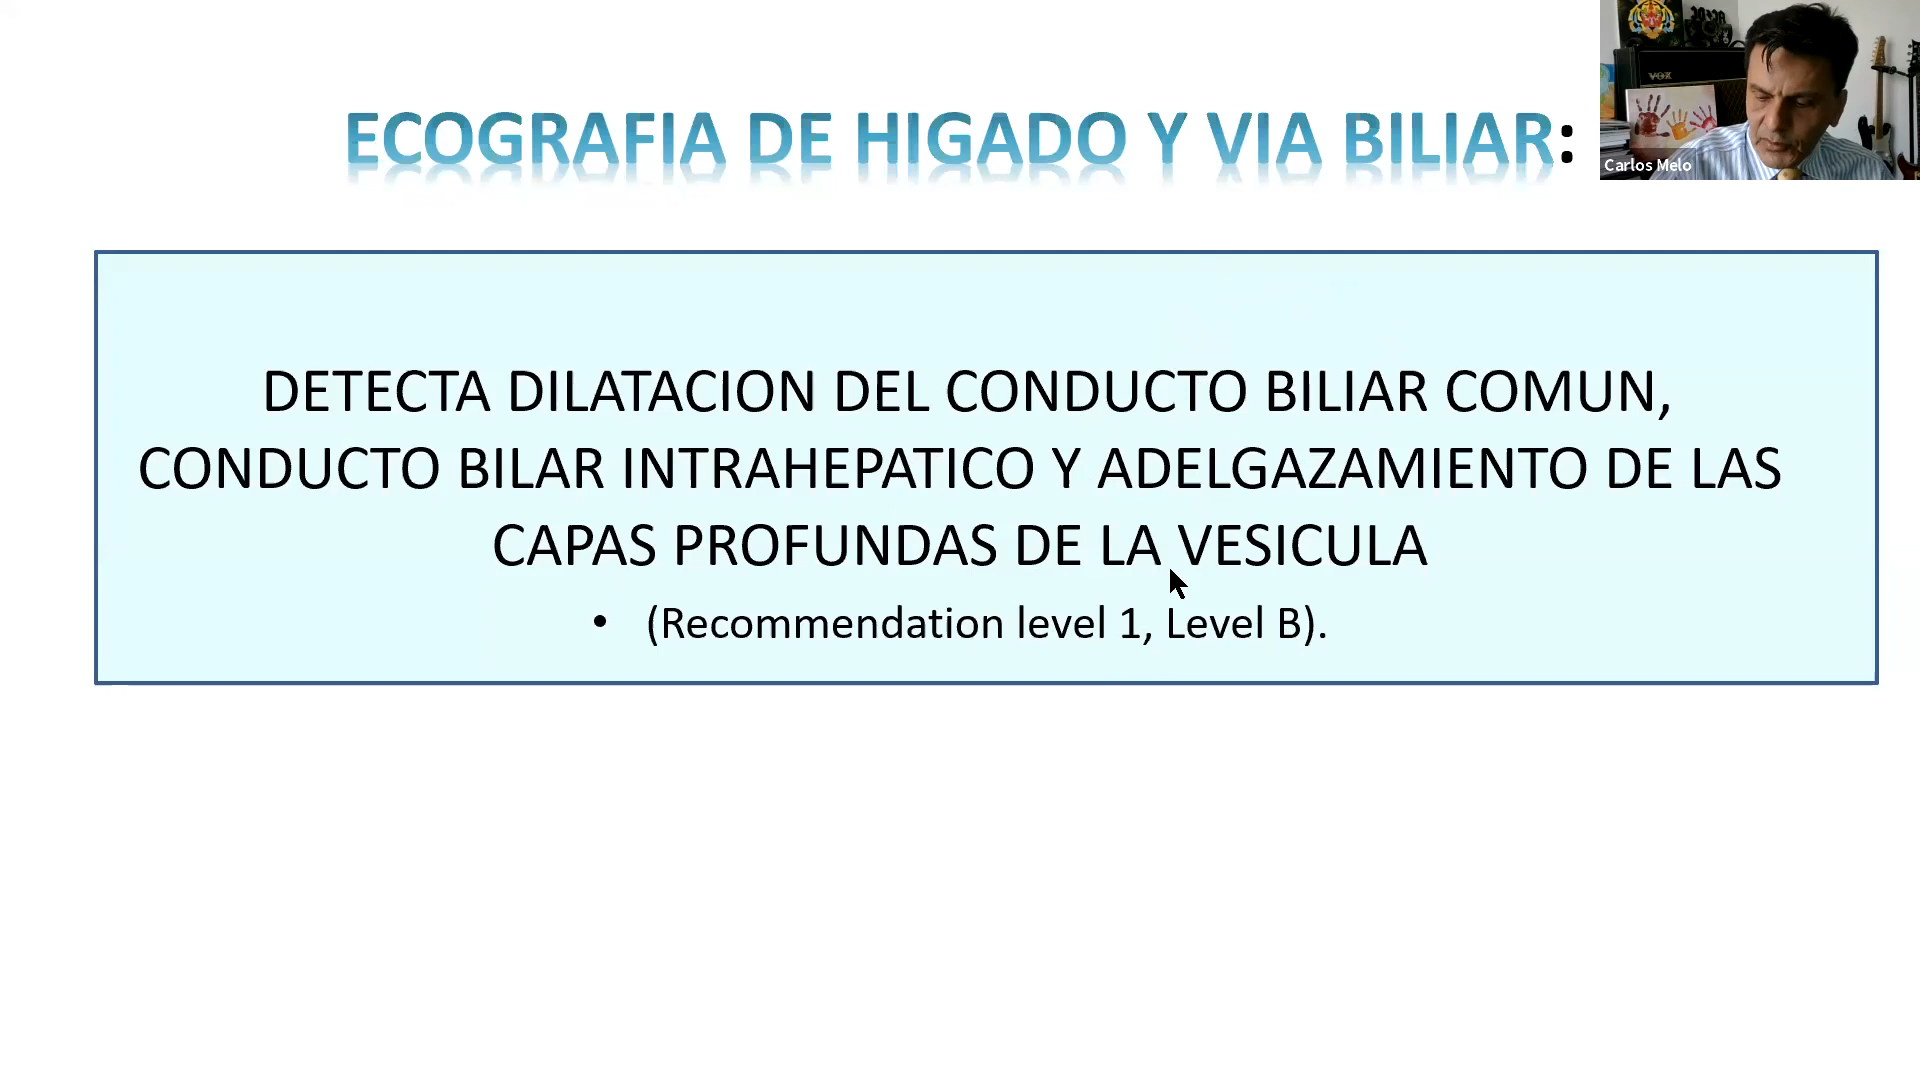 ECOGRAFIA DE HIGADO Y VIA BILIAR:
VOX
Carlos Melo
DETECTA DILATACION DEL CONDUCTO BILIAR COMUN,
CONDUCTO BILAR INTRAHEPATICO Y ADELGAZAMIENTO DE LAS
CAPAS PROFUNDAS DE LA VESICULA
• (Recommendation level 1, Level B).